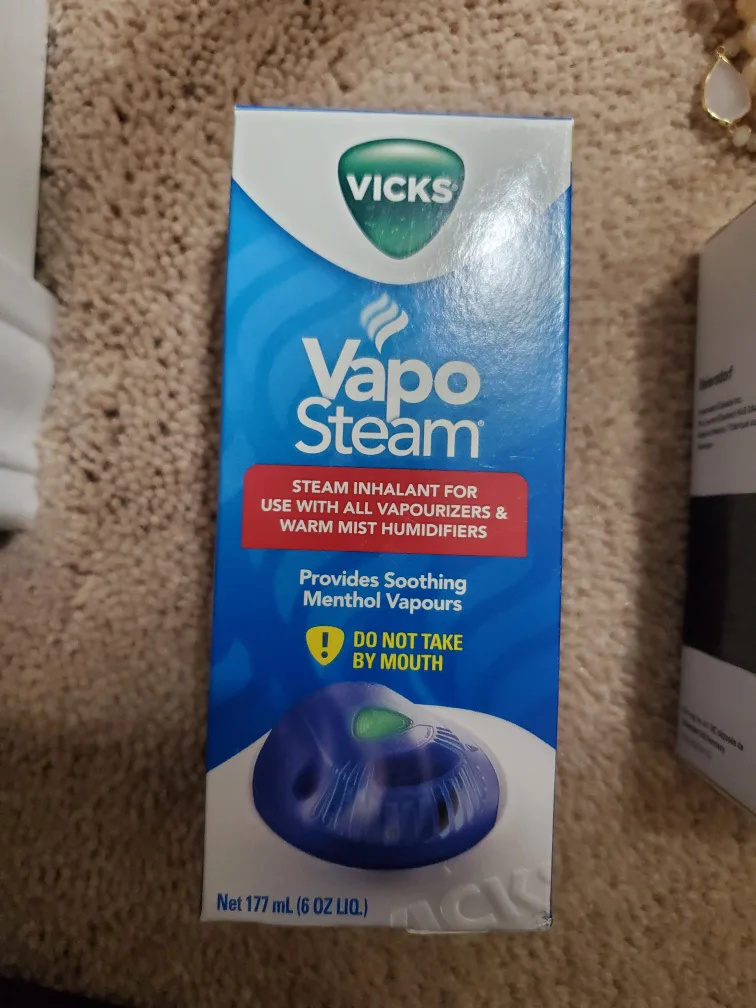 VICKS®
Vapo
Steam®
STEAM INHALANT FOR
USE WITH ALL VAPOURIZERS &
WARM MIST HUMIDIFIERS
Provides Soothing
Menthol Vapours
! DO NOT TAKE
BY MOUTH
Net 177 mL (6 OZ LIQ.)
VICKS